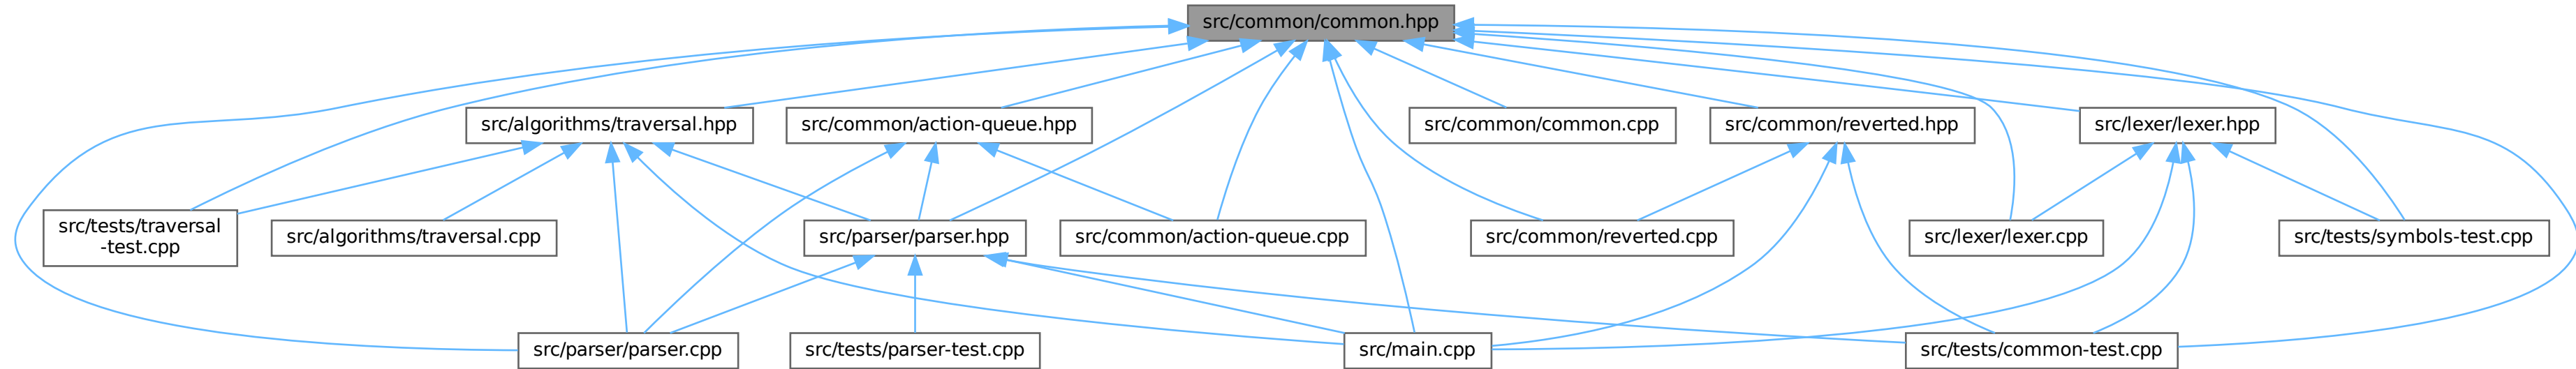 src/common/common.hpp
src/algorithms/traversal.hpp
src/common/action-queue.hpp
src/common/common.cpp
src/common/reverted.hpp
src/lexer/lexer.hpp
src/tests/traversal
-test.cpp
src/algorithms/traversal.cpp
src/parser/parser.hpp
src/common/action-queue.cpp
src/common/reverted.cpp
src/lexer/lexer.cpp
src/tests/symbols-test.cpp
src/parser/parser.cpp
src/tests/parser-test.cpp
src/main.cpp
src/tests/common-test.cpp